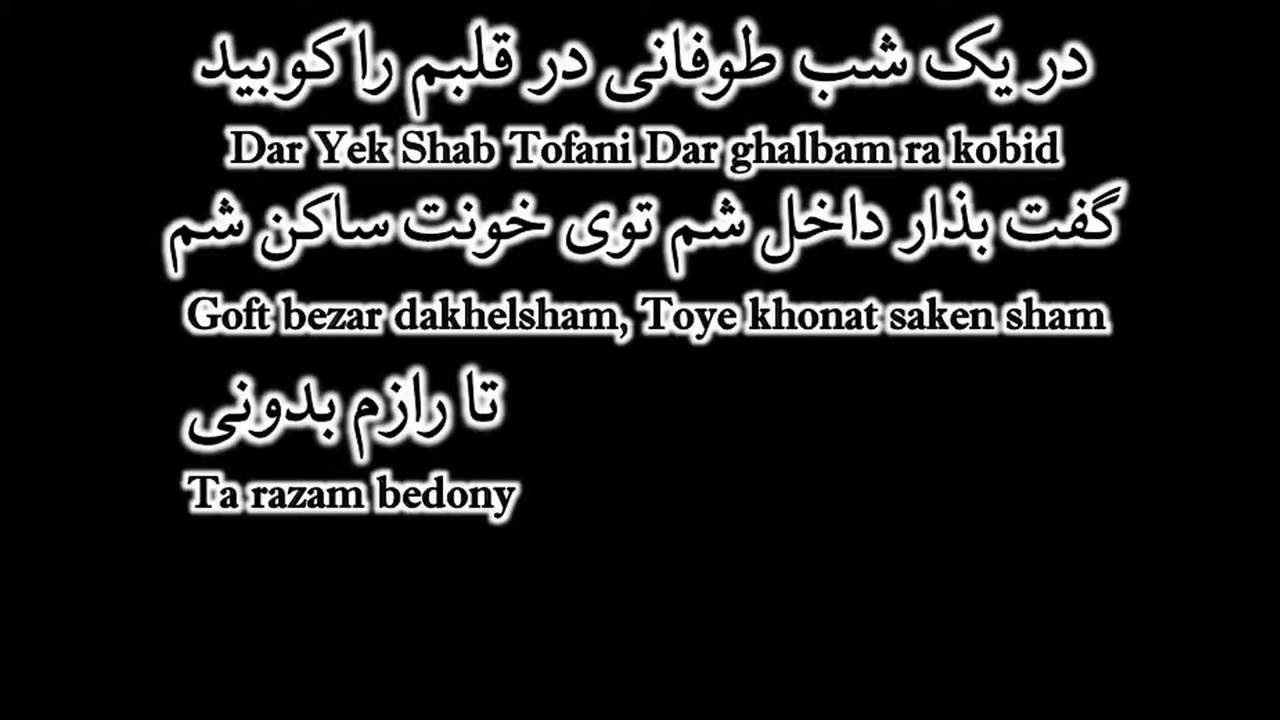 در یک شب طوفانی در قلبم را کوبید
Dar Yek Shab Tofani Dar ghalbam ra kobid
گفت بذار داخل شم توی خونت ساکن شم
Goft bezar dakhelsham, Toye khonat saken sham
تا رازم بدونی
Ta razam bedony